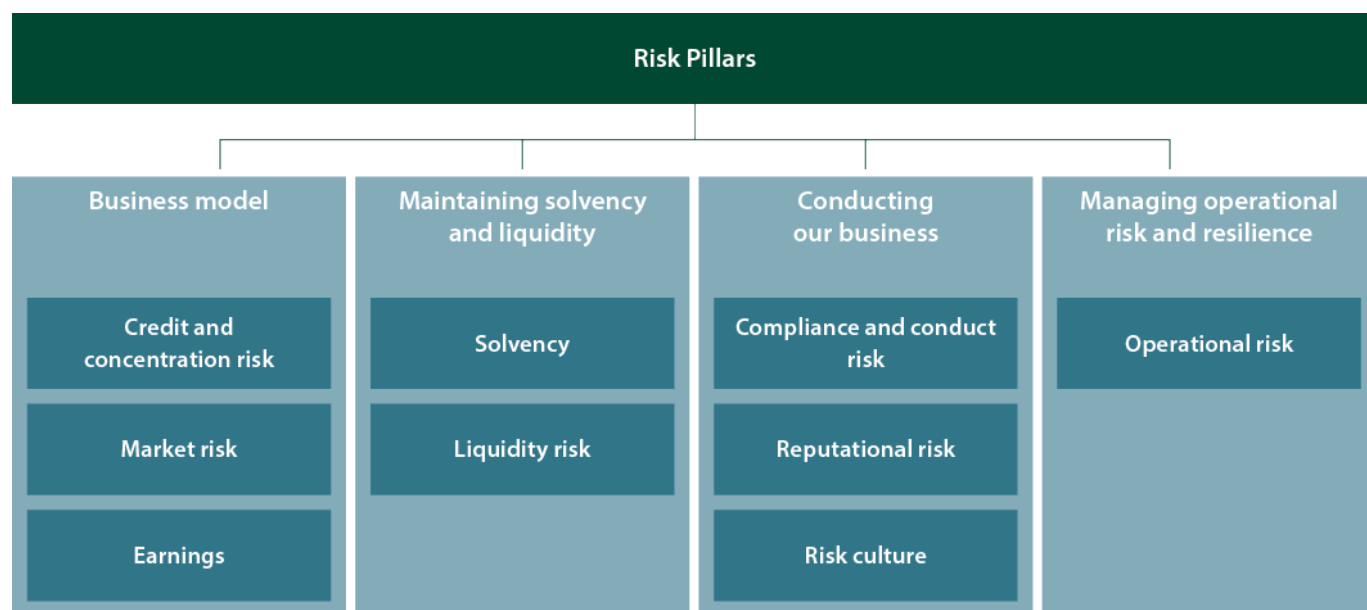 Risk Pillars
Business model
Credit and
concentration risk
Market risk
Earnings
Maintaining solvency
and liquidity
Solvency
Liquidity risk
Conducting
our business
Compliance and conduct
risk
Reputational risk
Risk culture
Managing operational
risk and resilience
Operational risk